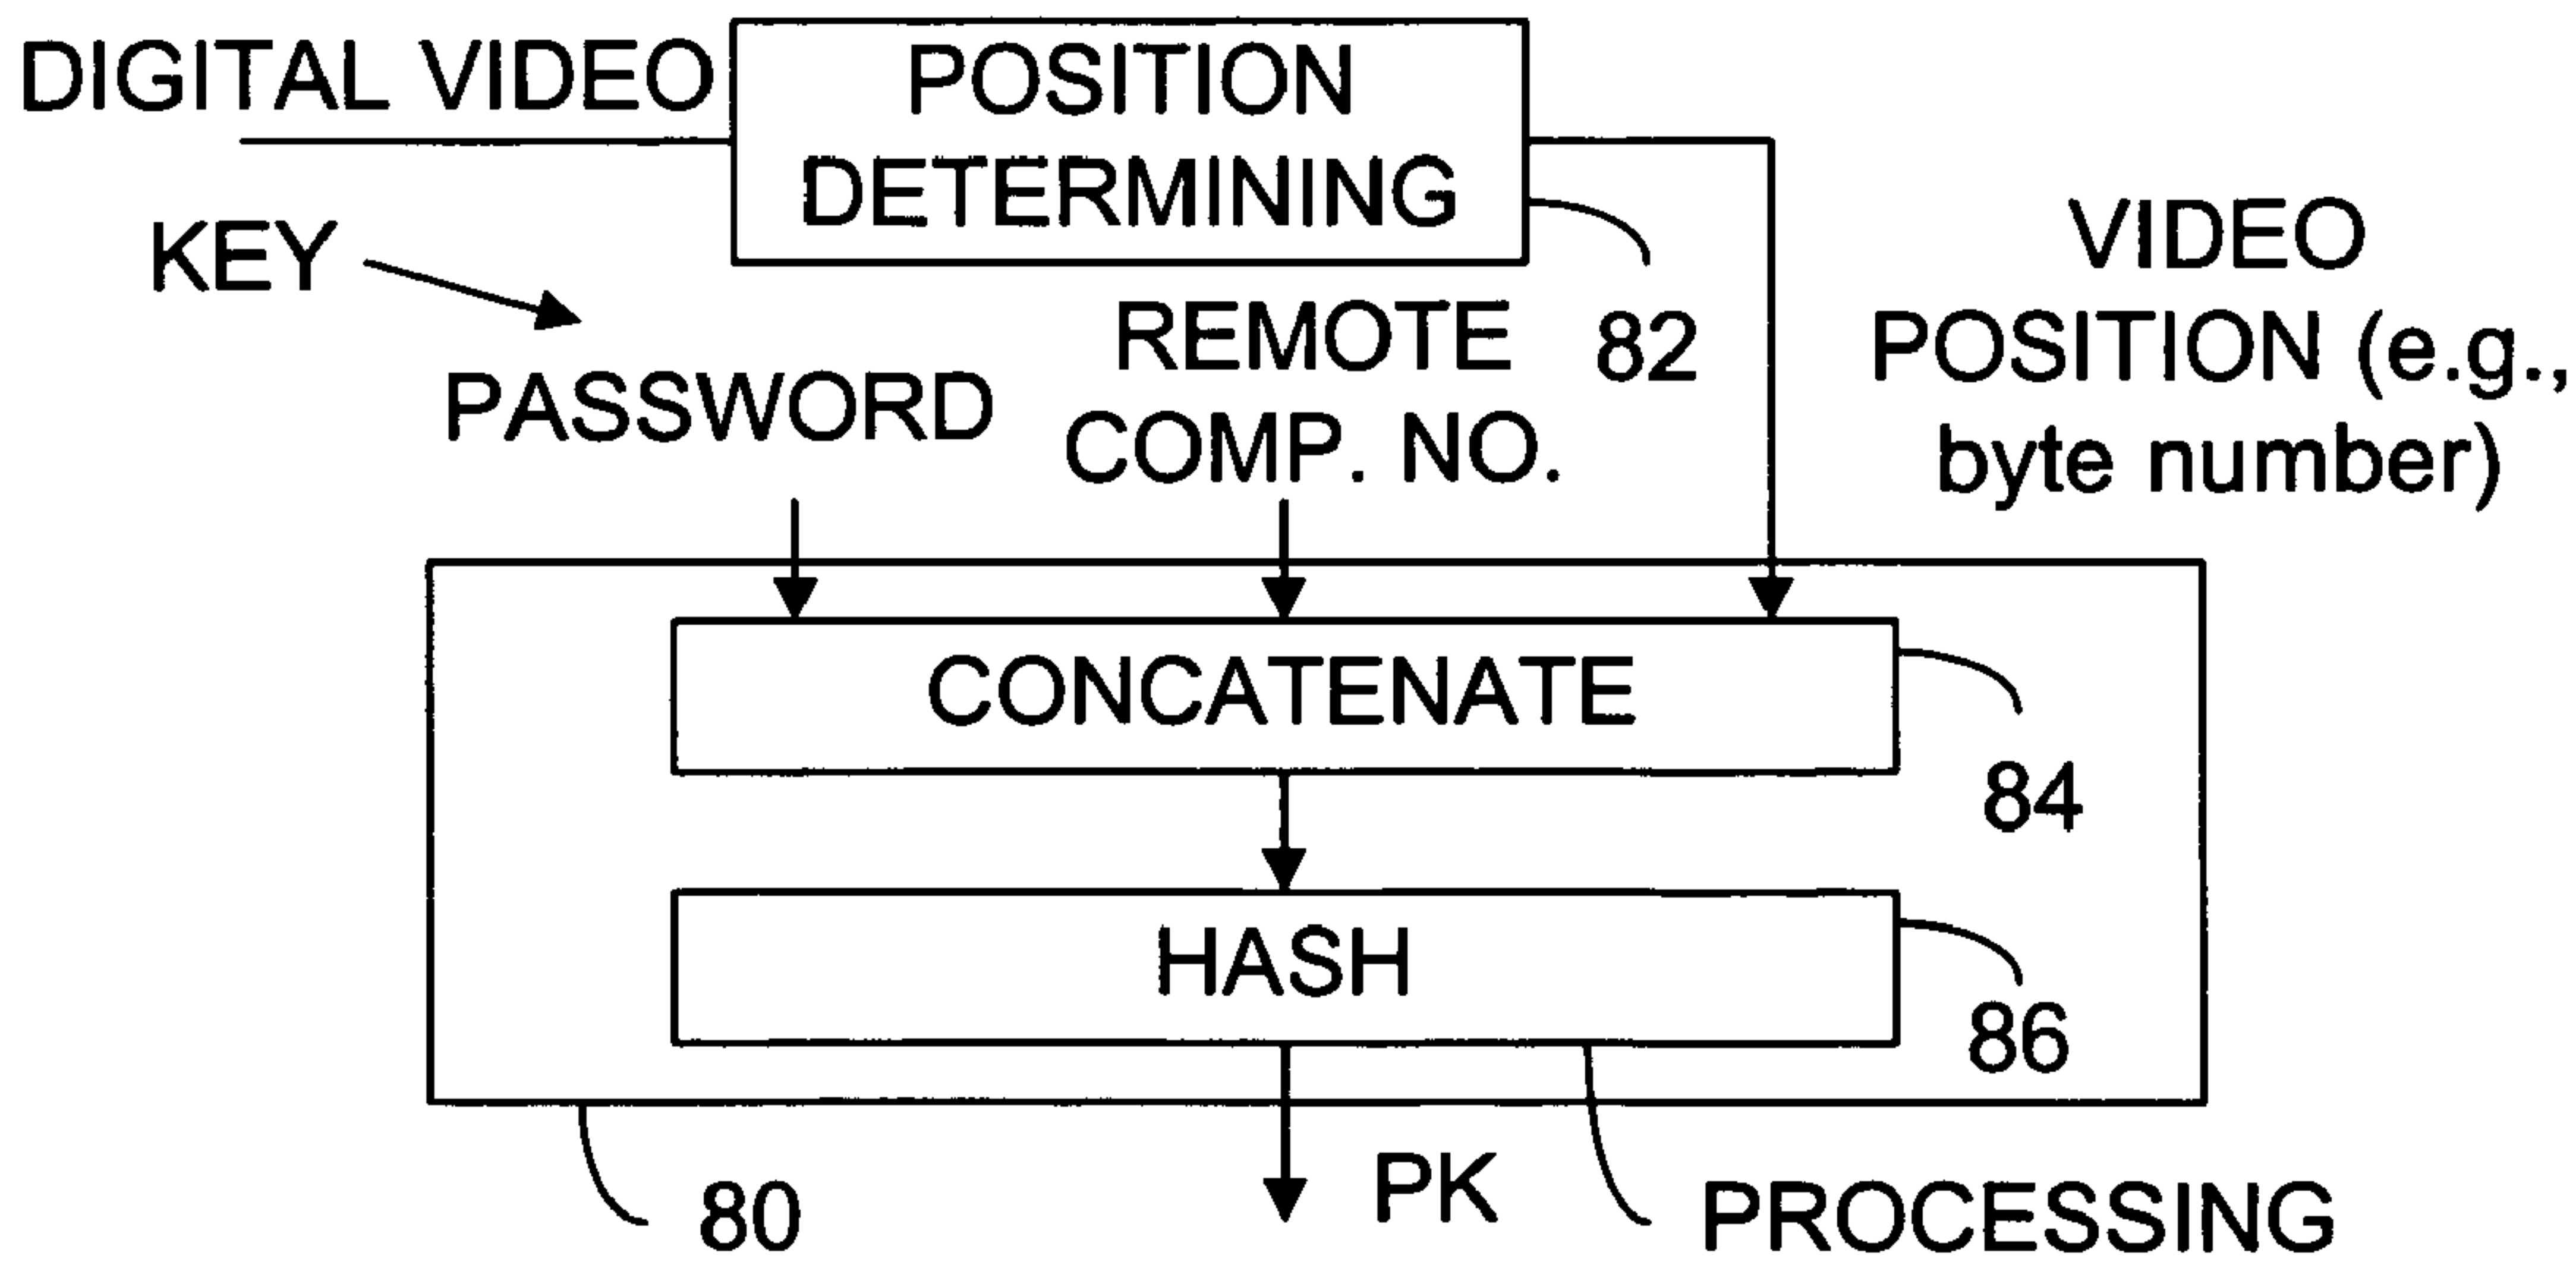 DIGITAL VIDEO
POSITION
DETERMINING
KEY
PASSWORD
REMOTE
COMP. NO.
82
VIDEO
POSITION (e.g.,
byte number)
CONCATENATE
84
HASH
86
80
PK
PROCESSING